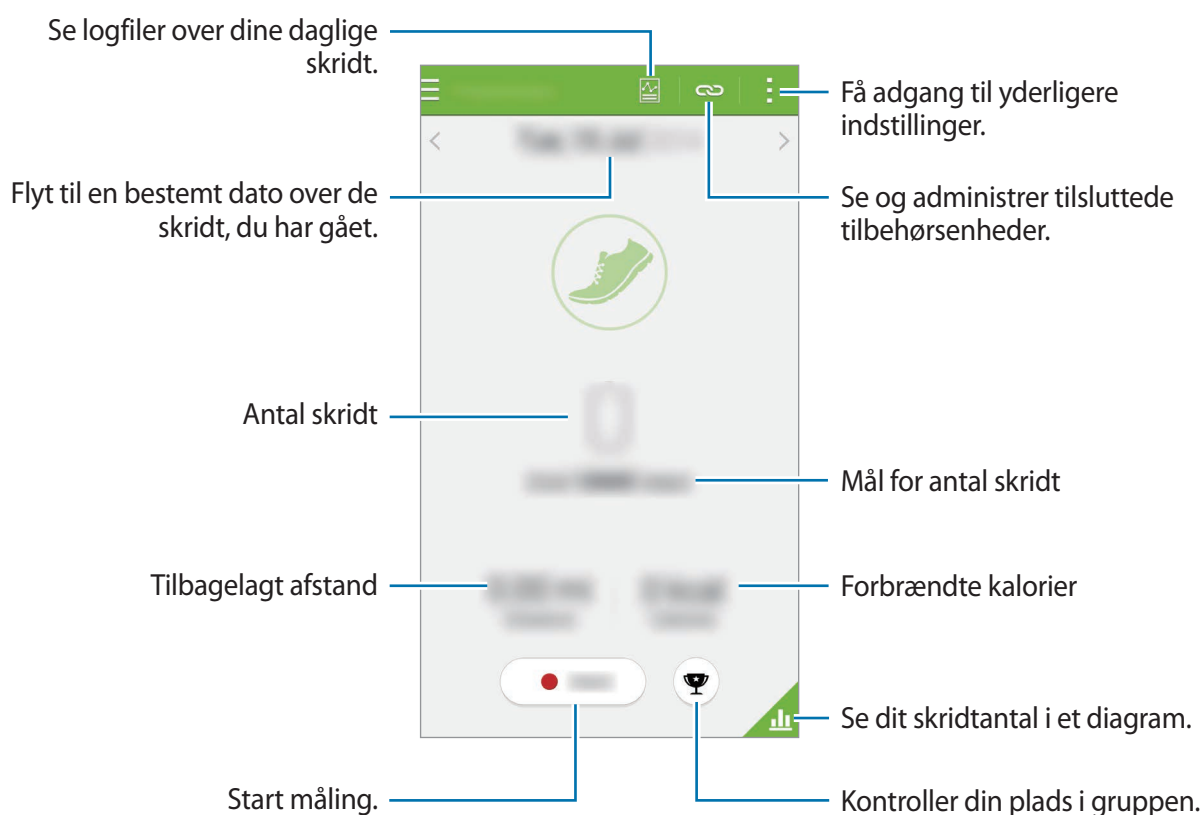 Se logfiler over dine daglige
skridt.
Få adgang til yderligere
indstillinger.
Flyt til en bestemt dato over de
skridt, du har gået.
Se og administrer tilsluttede
tilbehørsenheder.
Antal skridt
0
Mål for antal skridt
Tilbagelagt afstand
Forbrændte kalorier
Se dit skridtantal i et diagram.
Start måling.
Kontroller din plads i gruppen.